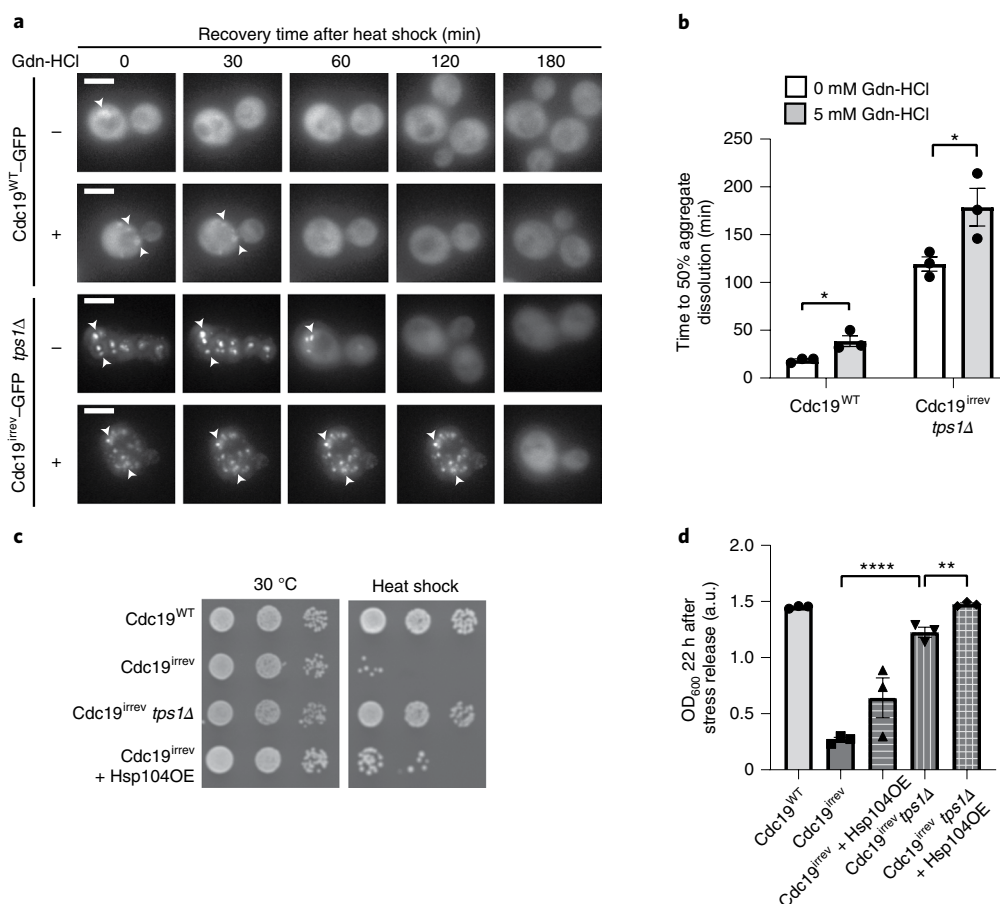 a
Recovery time after heat shock (min)
Gdn-HCl 0 30 60 120 180
Cdc19WT–GFP
–
+
Cdc19irrev–GFP tps1Δ
–
+
b
0 mM Gdn-HCl
5 mM Gdn-HCl
Time to 50% aggregate
dissolution (min)
250
200
150
100
50
0
*
*
Cdc19WT
Cdc19irrev
tps1Δ
c
30 °C Heat shock
Cdc19WT
Cdc19irrev
Cdc19irrev tps1Δ
Cdc19irrev
+ Hsp104OE
d
OD600 22 h after
stress release (a.u.)
2.0
1.5
1.0
0.5
0
****
**
Cdc19WT
Cdc19irrev
Cdc19irrev + Hsp104OE
Cdc19irrev tps1Δ
Cdc19irrev tps1Δ
+ Hsp104OE